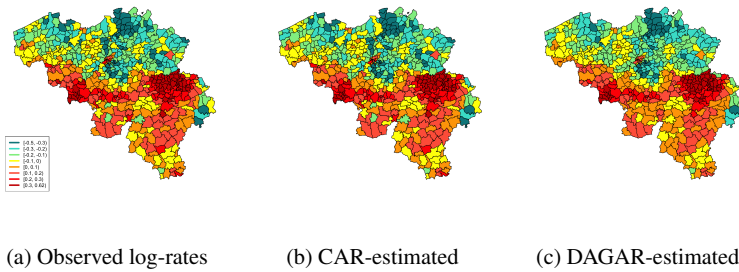 [-0.5, -0.3)
[-0.3, -0.2)
[-0.2, -0.1)
[-0.1, 0)
[0, 0.1)
[0.1, 0.2)
[0.2, 0.3)
[0.3, 0.62)
(a) Observed log-rates
(b) CAR-estimated
(c) DAGAR-estimated